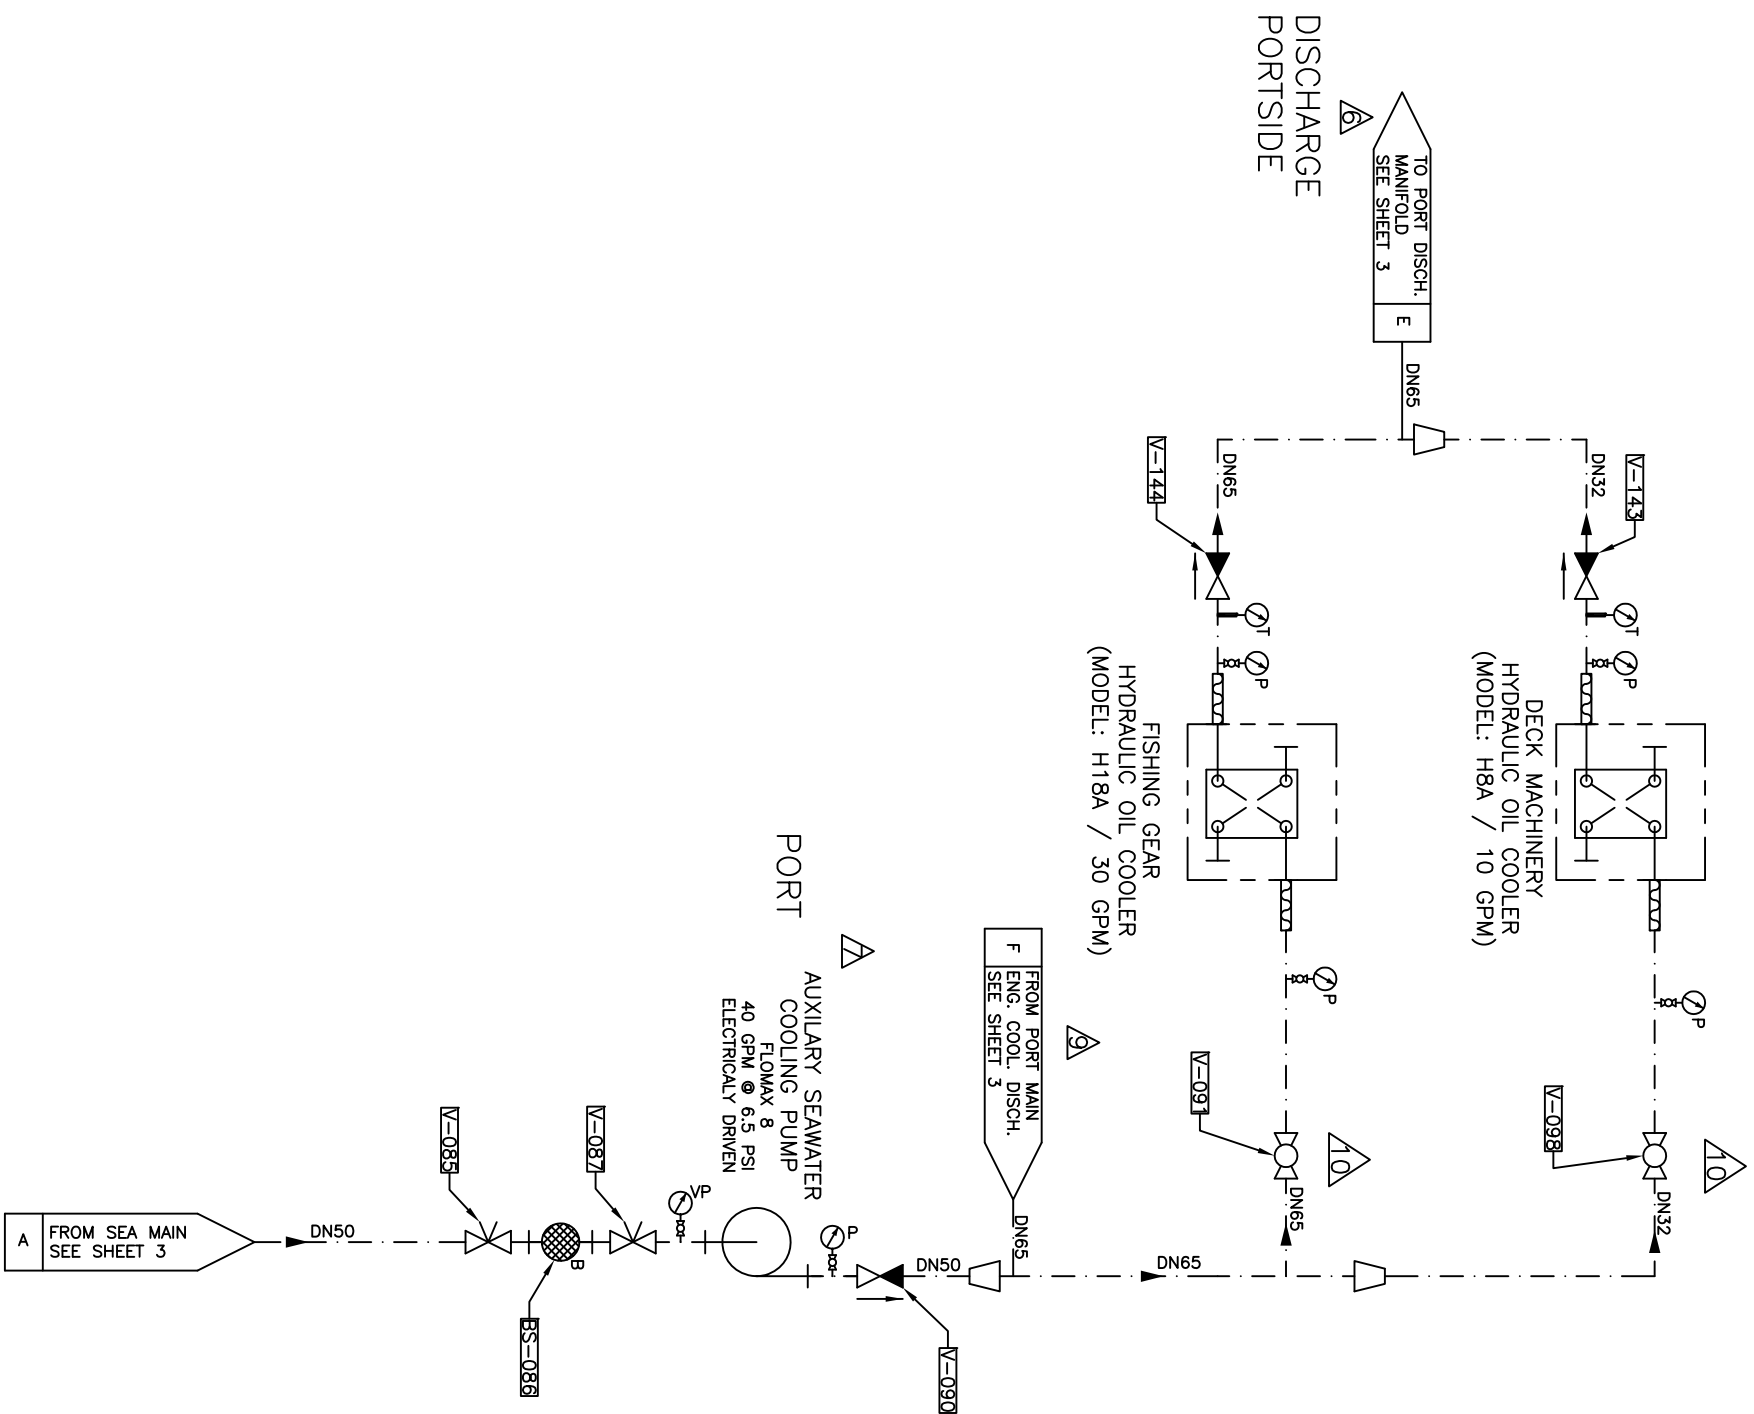 DISCHARGE
PORTSIDE
6
TO PORT DISCH.
MANIFOLD
SEE SHEET 3
E
DN65
DN32
V-143
DN65
V-144
T
P
T
P
DECK MACHINERY
HYDRAULIC OIL COOLER
(MODEL: H8A / 10 GPM)
FISHING GEAR
HYDRAULIC OIL COOLER
(MODEL: H18A / 30 GPM)
P
P
V-098
10
DN32
V-091
10
DN65
9
F
FROM PORT MAIN
ENG. COOL. DISCH.
SEE SHEET 3
DN65
PORT
7
AUXILARY SEAWATER
COOLING PUMP
FLOMAX 8
40 GPM @ 6.5 PSI
ELECTRICALY DRIVEN
A
FROM SEA MAIN
SEE SHEET 3
DN50
V-085
B
BS-086
V-087
VP
P
DN50
V-090
DN65